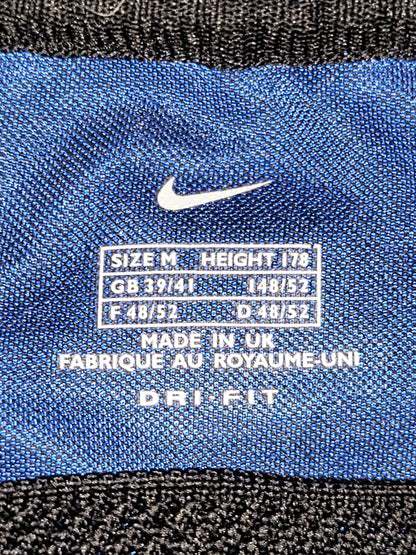 SIZE M HEIGHT 178
GB 39/41 148/52
F 48/52 D 48/52
MADE IN UK
FABRIQUE AU ROYAUME-UNI
DRI FIT